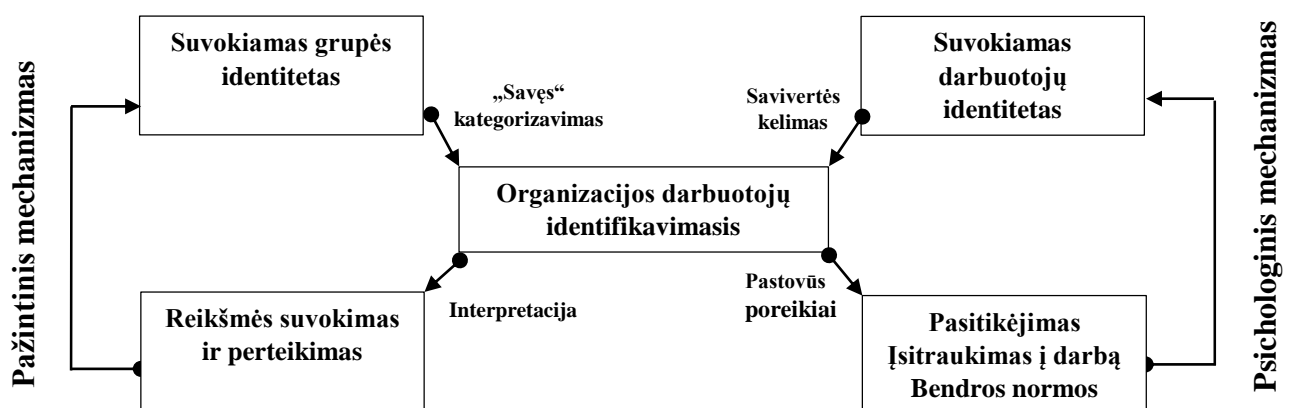 Pažintinis mechanizmas
Suvokiamas grupės
identitetas
„Savęs“
kategorizavimas
Savivertės
kelimas
Suvokiamas
darbuotojų
identitetas
Psichologinis mechanizmas
Organizacijos darbuotojų
identifikavimasis
Reikšmės suvokimas
ir perteikimas
Interpretacija
Pastovūs
poreikiai
Pasitikėjimas
Įsitraukimas į darbą
Bendros normos